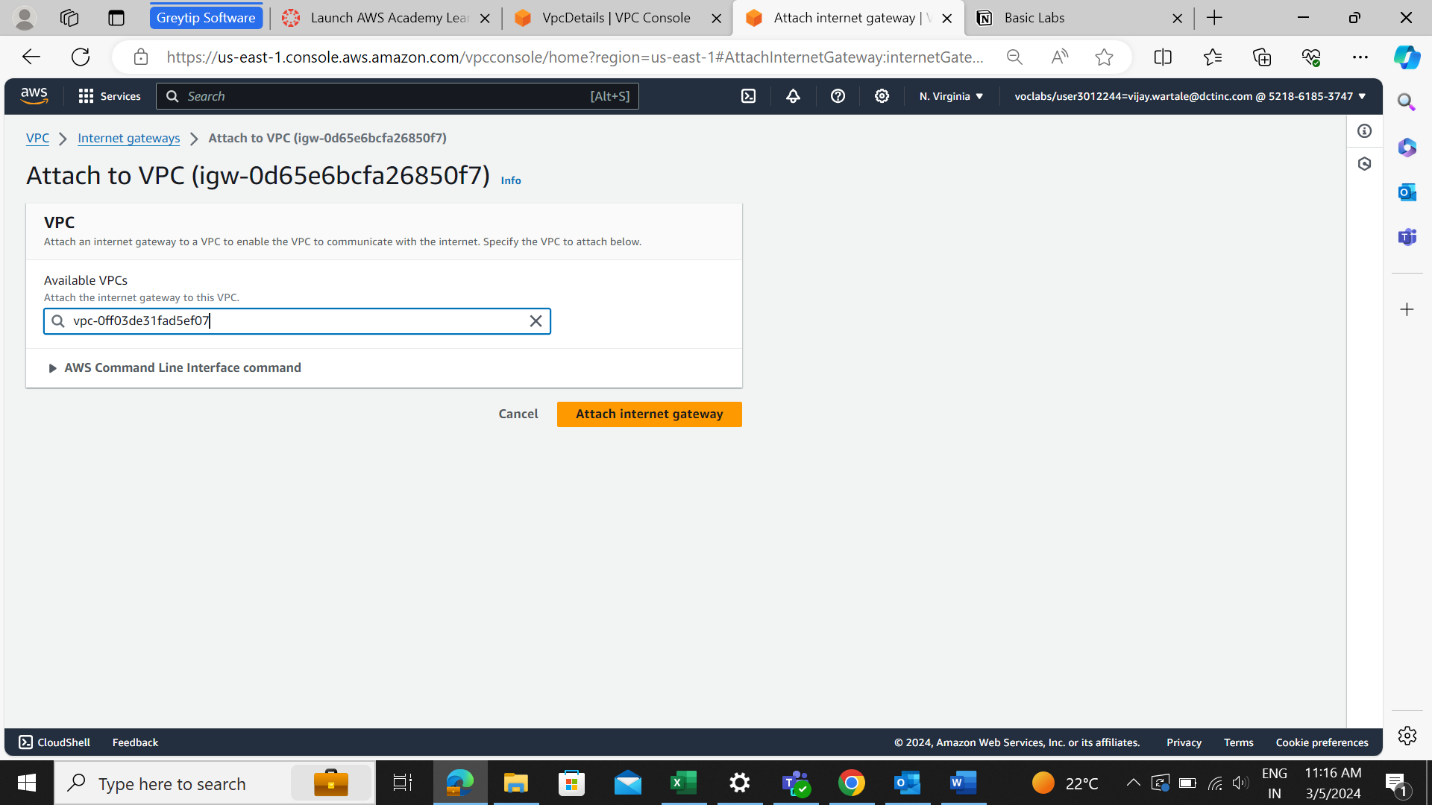 Greytip Software
Launch AWS Academy Lea
VpcDetails | VPC Console
Attach internet gateway | V
Basic Labs
https://us-east-1.console.aws.amazon.com/vpcconsole/home?region=us-east-1#AttachInternetGateway:internetGate...
aws
Services
Search
[Alt+S]
N. Virginia
voclabs/user3012244=vijay.wartale@dctinc.com @ 5218-6185-3747
VPC
Internet gateways
Attach to VPC (igw-0d65e6bcfa26850f7)
Attach to VPC (igw-0d65e6bcfa26850f7) Info
VPC
Attach an internet gateway to a VPC to enable the VPC to communicate with the internet. Specify the VPC to attach below.
Available VPCs
Attach the internet gateway to this VPC.
vpc-0ff03de31fad5ef07
AWS Command Line Interface command
Cancel
Attach internet gateway
CloudShell
Feedback
© 2024, Amazon Web Services, Inc. or its affiliates.
Privacy
Terms
Cookie preferences
Type here to search
22°C
ENG
IN
11:16 AM
3/5/2024
1